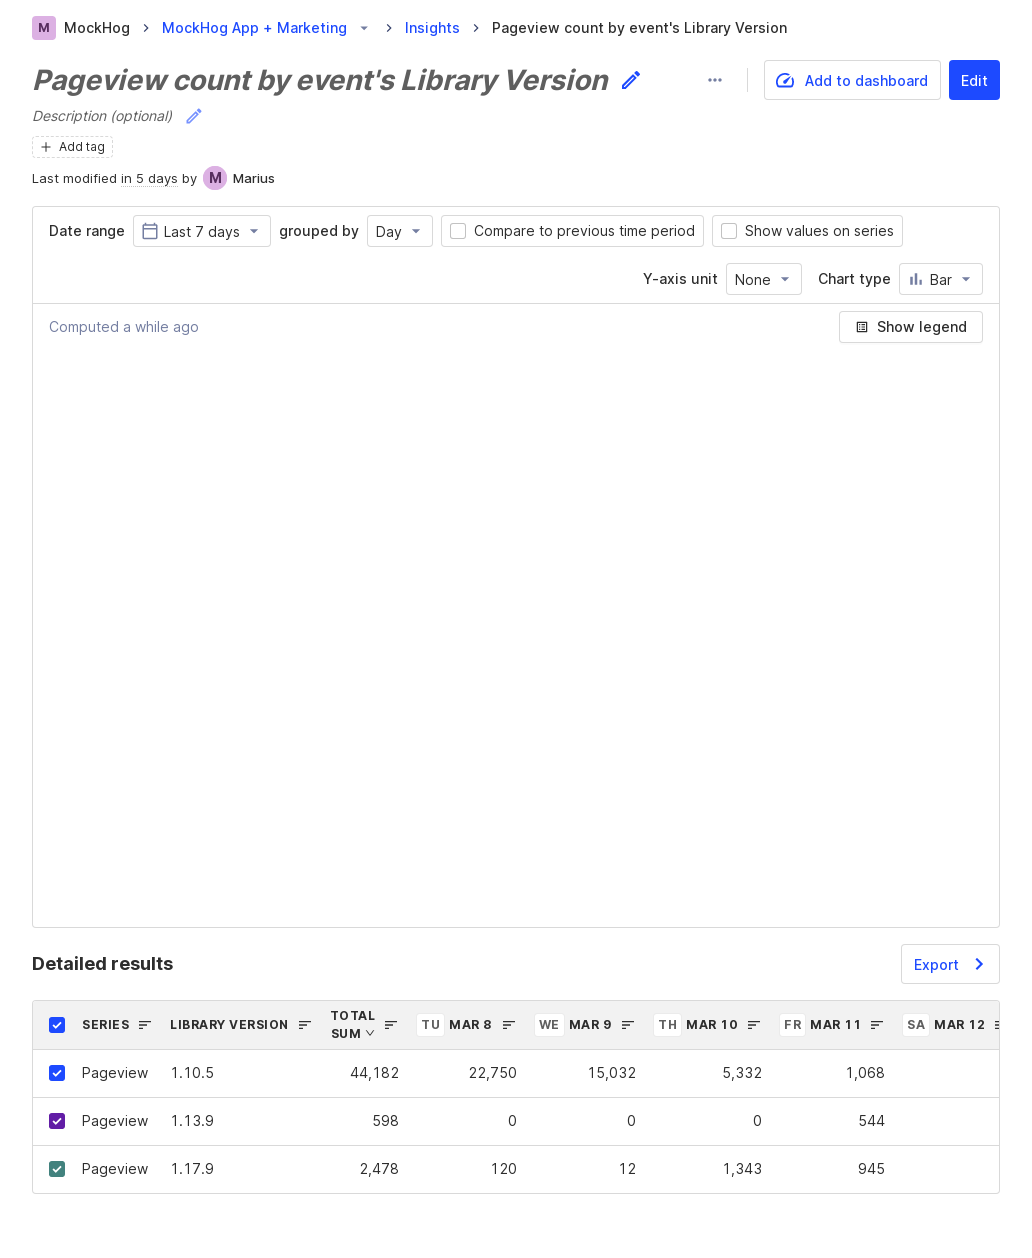 M MockHog > MockHog App + Marketing > Insights > Pageview count by event's Library Version
Pageview count by event's Library Version
Add to dashboard
Edit
Description (optional)
Add tag
Last modified in 5 days by M Marius
Date range Last 7 days grouped by Day Compare to previous time period Show values on series
Y-axis unit None Chart type Bar
Computed a while ago
Show legend
Detailed results
Export
SERIES LIBRARY VERSION TOTAL SUM TU MAR 8 WE MAR 9 TH MAR 10 FR MAR 11 SA MAR 12
Pageview 1.10.5 44,182 22,750 15,032 5,332 1,068
Pageview 1.13.9 598 0 0 0 544
Pageview 1.17.9 2,478 120 12 1,343 945